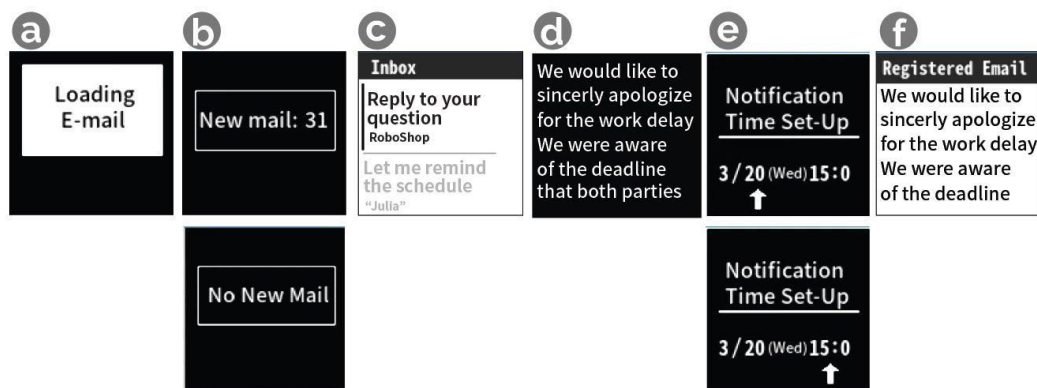 a b c d e f
Loading
E-mail
New mail: 31
Inbox
Reply to your
question
RoboShop
Let me remind
the schedule
“Julia”
We would like to
sincerly apologize
for the work delay
We were aware
of the deadline
that both parties
Notification
Time Set-Up
3/20 (Wed) 15:0
Registered Email
We would like to
sincerly apologize
for the work delay
We were aware
of the deadline
No New Mail
Notification
Time Set-Up
3/20 (Wed) 15:0